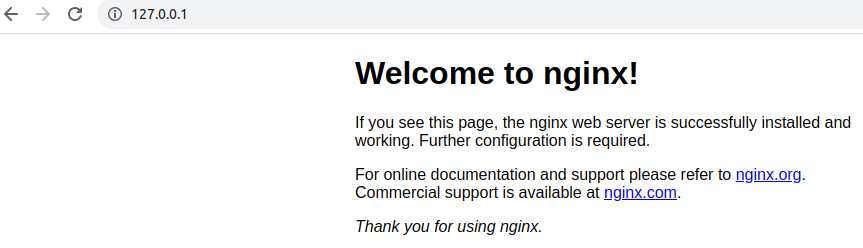 127.0.0.1
Welcome to nginx!
If you see this page, the nginx web server is successfully installed and
working. Further configuration is required.
For online documentation and support please refer to nginx.org.
Commercial support is available at nginx.com.
Thank you for using nginx.